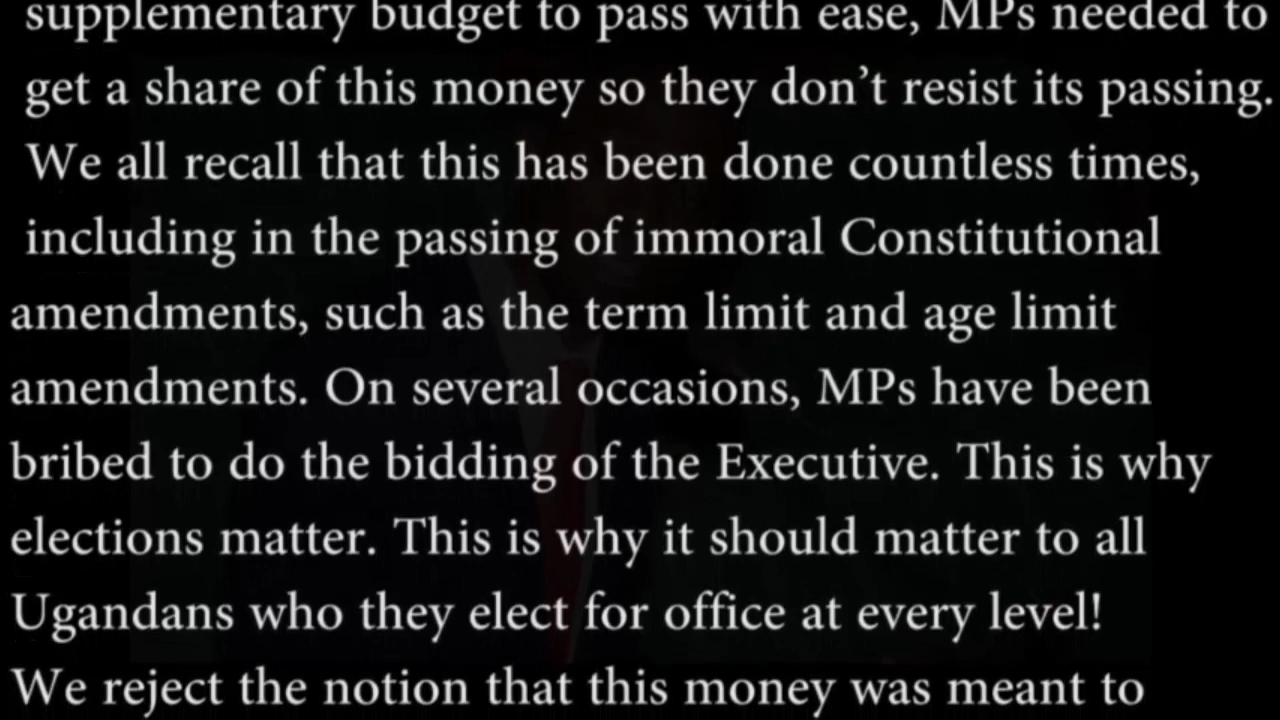 supplementary budget to pass with ease, MPs needed to
get a share of this money so they don’t resist its passing.
We all recall that this has been done countless times,
including in the passing of immoral Constitutional
amendments, such as the term limit and age limit
amendments. On several occasions, MPs have been
bribed to do the bidding of the Executive. This is why
elections matter. This is why it should matter to all
Ugandans who they elect for office at every level!
We reject the notion that this money was meant to